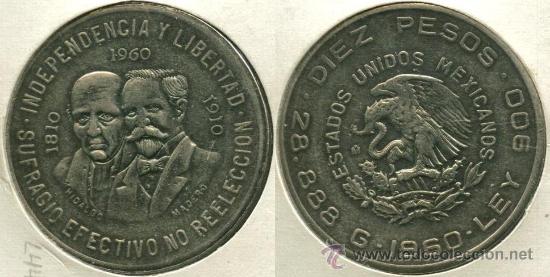 · INDEPENDENCIA Y LIBERTAD ·
SUFRAGIO EFECTIVO NO REELECCION
1960
1810
1910
HIDALGO
MADERO
· DIEZ PESOS ·
ESTADOS UNIDOS MEXICANOS
28.888 G · 1960 · LEY 900
todocoleccion